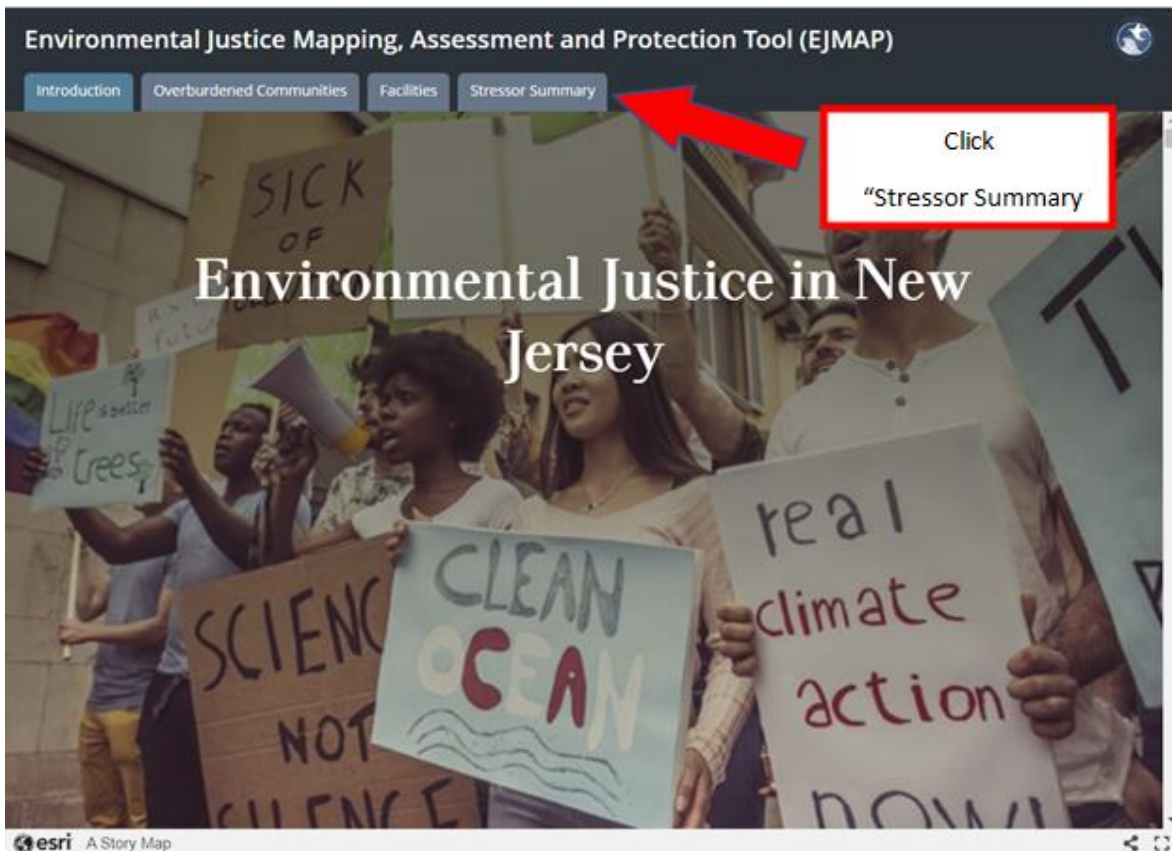 Environmental Justice Mapping, Assessment and Protection Tool (EJMAP)
Introduction
Overburdened Communities
Facilities
Stressor Summary
Click
“Stressor Summary
SICK
OF
Environmental Justice in New
Jersey
Life is better
Trees
SCIENC
NOT
SILENCE
CLEAN
OCEAN
real
climate
action
now!
esri A Story Map